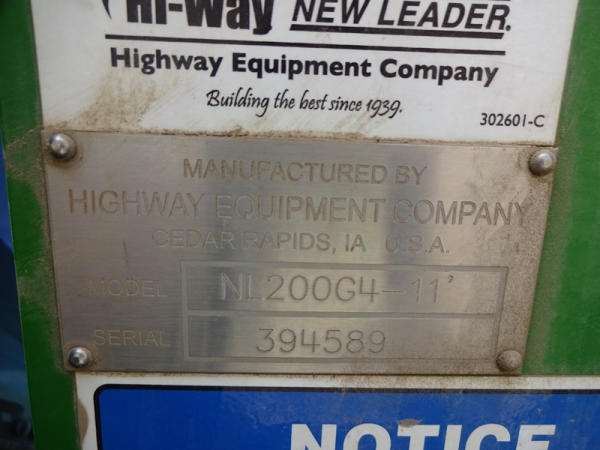 Hi-Way NEW LEADER.
Highway Equipment Company
Building the best since 1939.
302601-C
MANUFACTURED BY
HIGHWAY EQUIPMENT COMPANY
CEDAR RAPIDS, IA U.S.A.
MODEL NL200G4-11'
SERIAL 394589
NOTICE